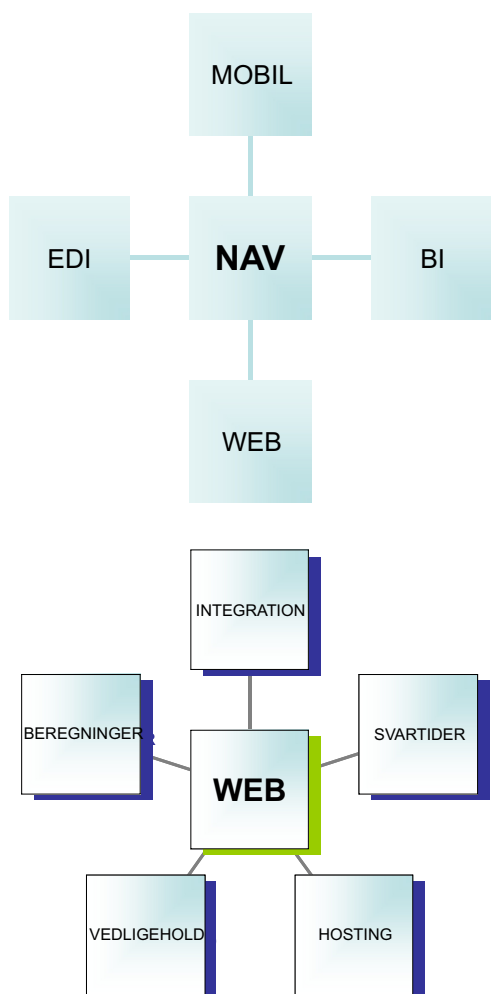 MOBIL
EDI
NAV
BI
WEB
INTEGRATION
BEREGNINGER
SVARTIDER
WEB
VEDLIGEHOLD
HOSTING